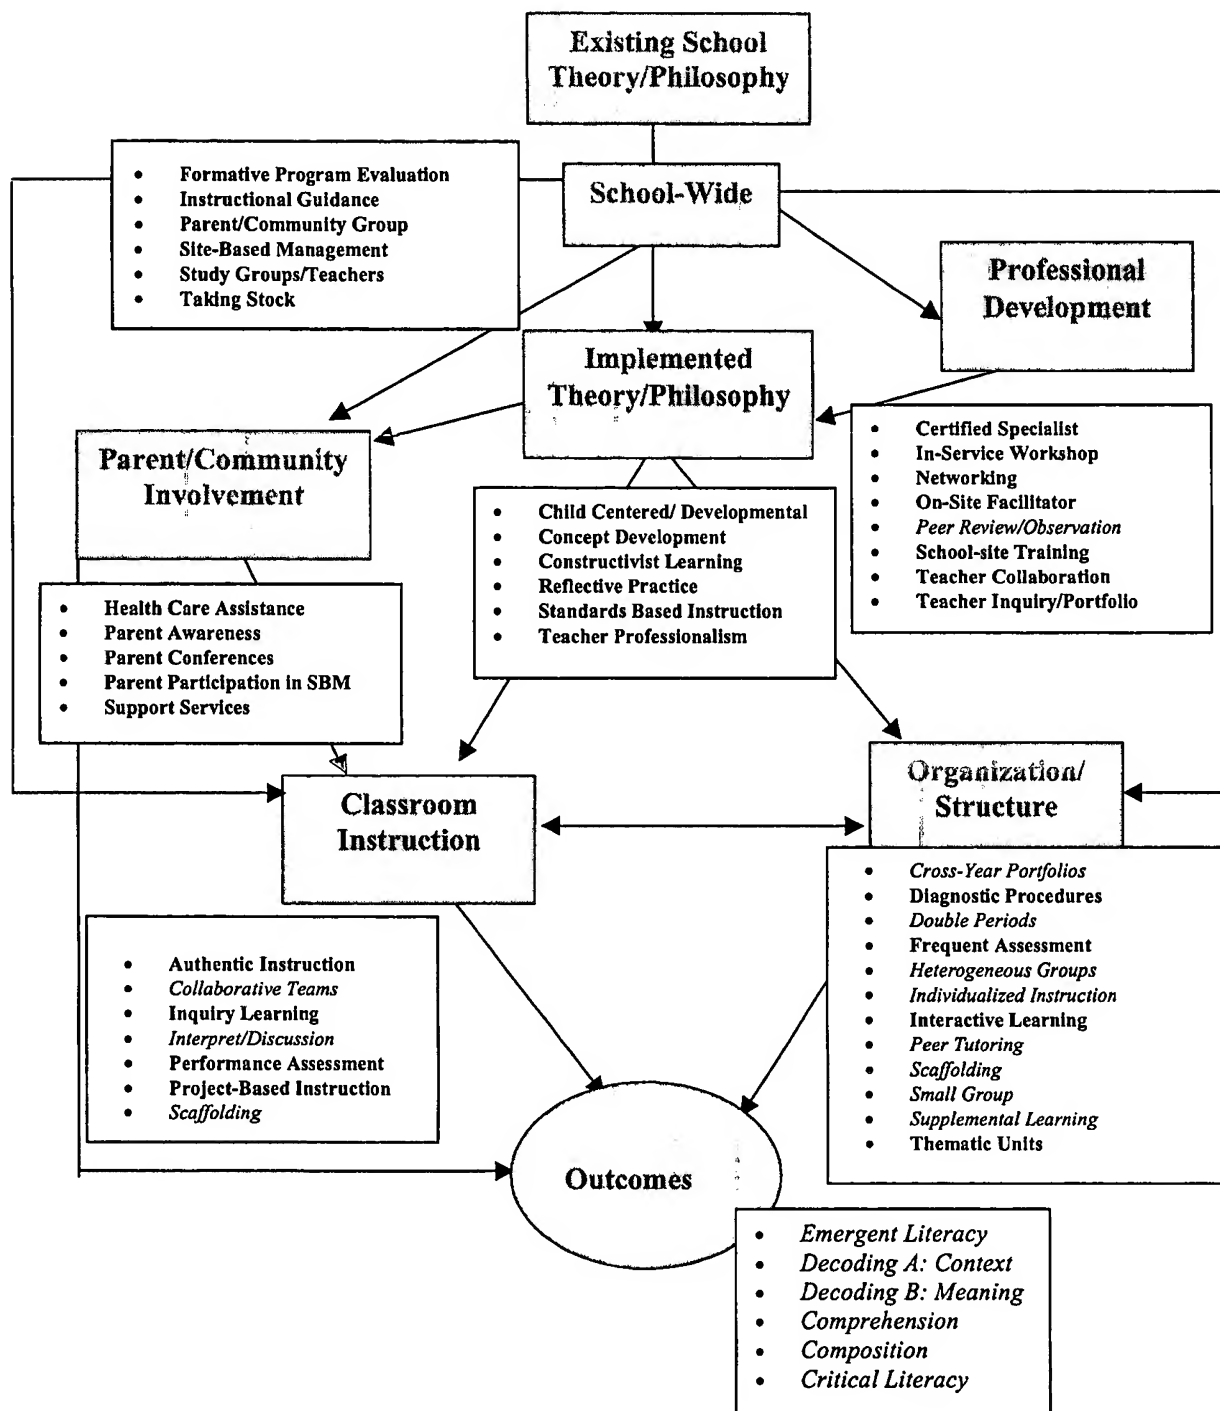 Existing School
Theory/Philosophy
• Formative Program Evaluation
• Instructional Guidance
• Parent/Community Group
• Site-Based Management
• Study Groups/Teachers
• Taking Stock
School-Wide
Professional
Development
Implemented
Theory/Philosophy
• Certified Specialist
• In-Service Workshop
• Networking
• On-Site Facilitator
• Peer Review/Observation
• School-site Training
• Teacher Collaboration
• Teacher Inquiry/Portfolio
Parent/Community
Involvement
• Child Centered/ Developmental
• Concept Development
• Constructivist Learning
• Reflective Practice
• Standards Based Instruction
• Teacher Professionalism
• Health Care Assistance
• Parent Awareness
• Parent Conferences
• Parent Participation in SBM
• Support Services
Classroom
Instruction
Organization/
Structure
• Cross-Year Portfolios
• Diagnostic Procedures
• Double Periods
• Frequent Assessment
• Heterogeneous Groups
• Individualized Instruction
• Interactive Learning
• Peer Tutoring
• Scaffolding
• Small Group
• Supplemental Learning
• Thematic Units
• Authentic Instruction
• Collaborative Teams
• Inquiry Learning
• Interpret/Discussion
• Performance Assessment
• Project-Based Instruction
• Scaffolding
Outcomes
• Emergent Literacy
• Decoding A: Context
• Decoding B: Meaning
• Comprehension
• Composition
• Critical Literacy